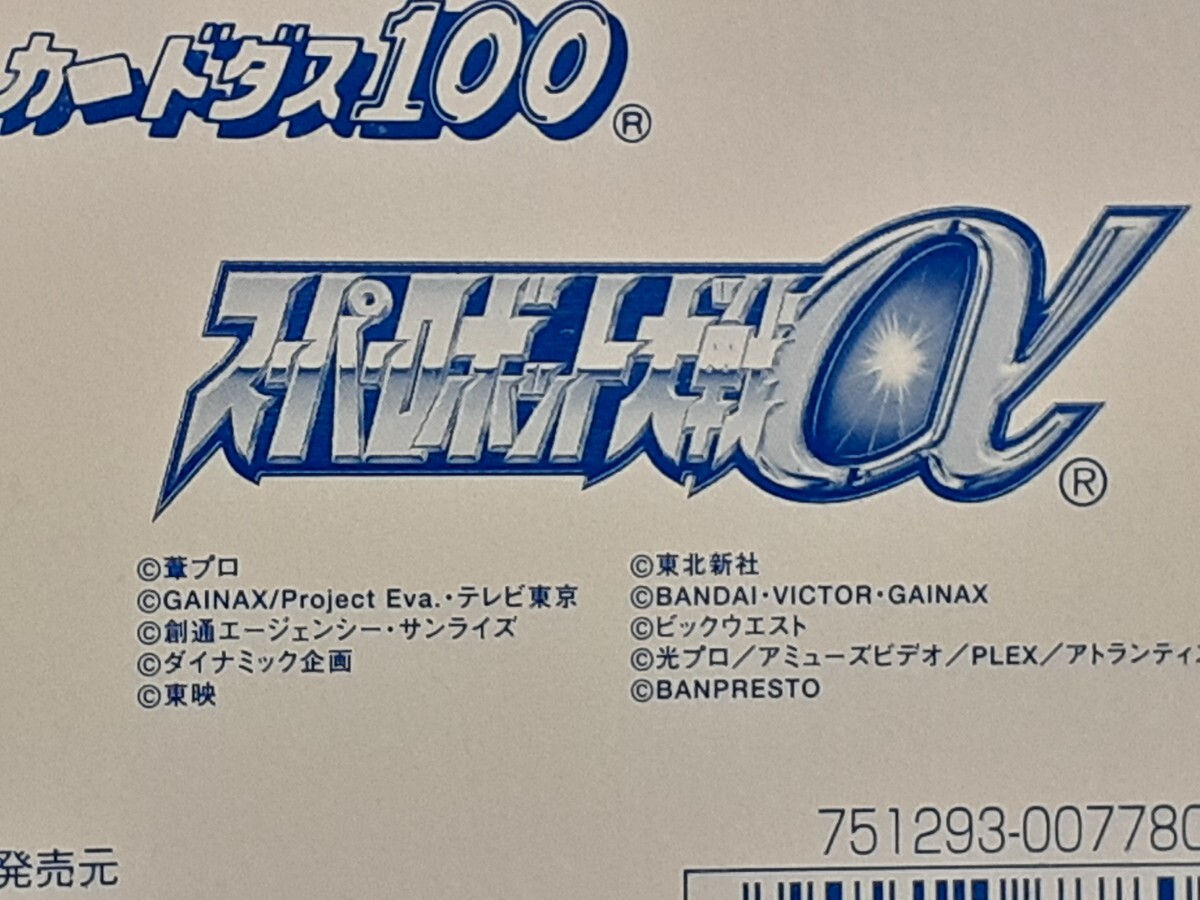 カードダス100®
スーパーロボット大戦α®
©葦プロ
©GAINAX/Project Eva.・テレビ東京
©創通エージェンシー・サンライズ
©ダイナミック企画
©東映
©東北新社
©BANDAI・VICTOR・GAINAX
©ビックウエスト
©光プロ／アミューズビデオ／PLEX／アトランティス
©BANPRESTO
751293-007780
発売元